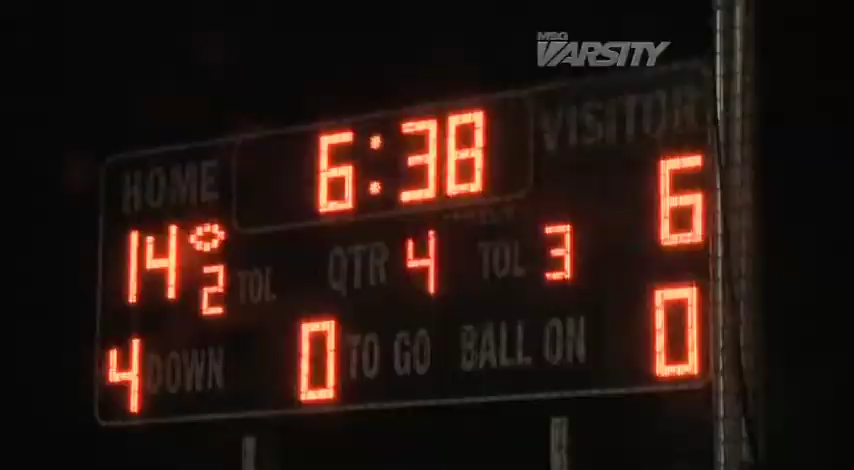 MSG
VARSITY
HOME 6:38 VISITOR
14 6
2 TOL QTR 4 TOL 3
4 DOWN 0 TO GO BALL ON 0